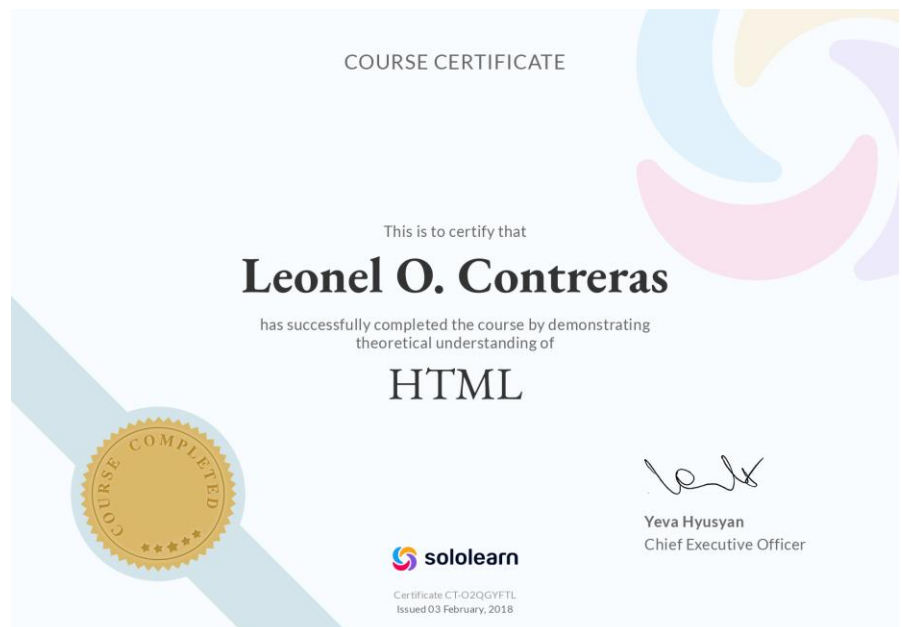 COURSE CERTIFICATE
This is to certify that
Leonel O. Contreras
has successfully completed the course by demonstrating
theoretical understanding of
HTML
COURSE COMPLETED
Yeva Hyusyan
Chief Executive Officer
sololearn
Certificate CT-O2QGYFTL
Issued 03 February, 2018